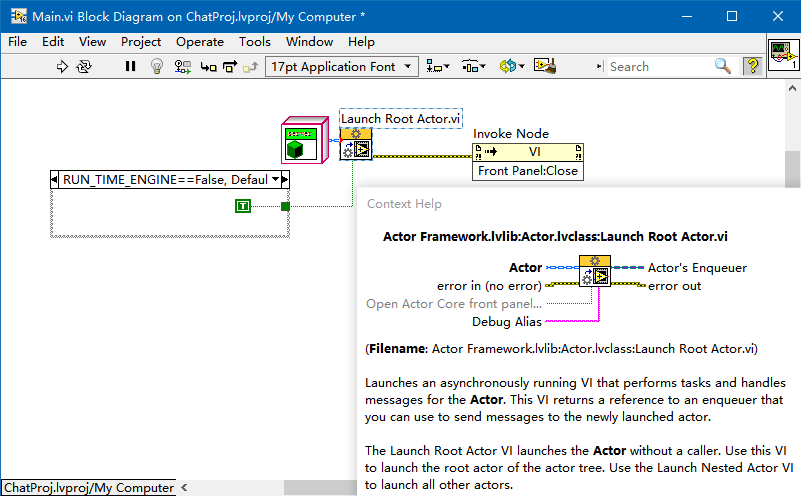 Main.vi Block Diagram on ChatProj.lvproj/My Computer *
File Edit View Project Operate Tools Window Help
17pt Application Font
Search
?
1
Launch Root Actor.vi
Invoke Node
VI
Front Panel:Close
RUN_TIME_ENGINE==False, Defaul
T
Context Help
Actor Framework.lvlib:Actor.lvclass:Launch Root Actor.vi
Actor
Actor's Enqueuer
error in (no error)
error out
Open Actor Core front panel...
Debug Alias
(Filename: Actor Framework.lvlib:Actor.lvclass:Launch Root Actor.vi)
Launches an asynchronously running VI that performs tasks and handles
messages for the Actor. This VI returns a reference to an enqueuer that
you can use to send messages to the newly launched actor.
The Launch Root Actor VI launches the Actor without a caller. Use this VI
to launch the root actor of the actor tree. Use the Launch Nested Actor VI
to launch all other actors.
ChatProj.lvproj/My Computer